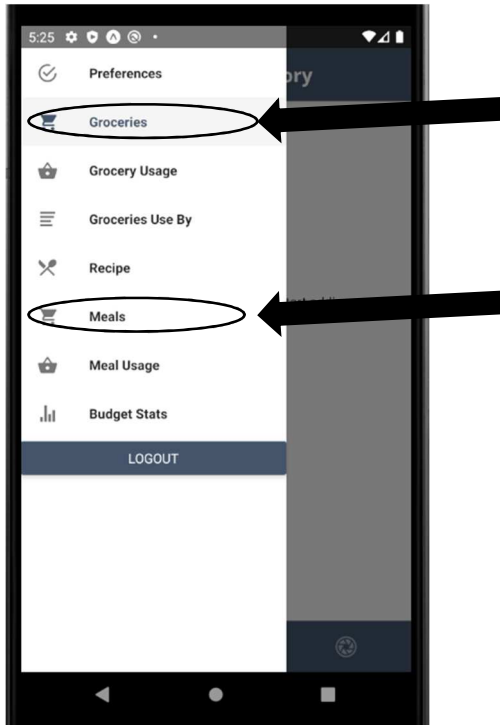 5:25
Preferences
ory
Groceries
Grocery Usage
Groceries Use By
Recipe
Meals
Meal Usage
Budget Stats
LOGOUT